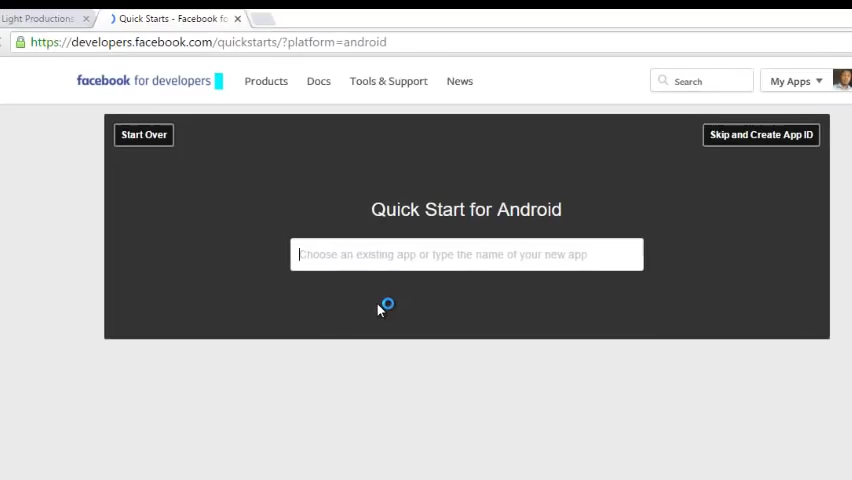 Light Productions
Quick Starts - Facebook fo
https://developers.facebook.com/quickstarts/?platform=android
facebook for developers Products Docs Tools & Support News Search My Apps
Start Over Skip and Create App ID
Quick Start for Android
Choose an existing app or type the name of your new app